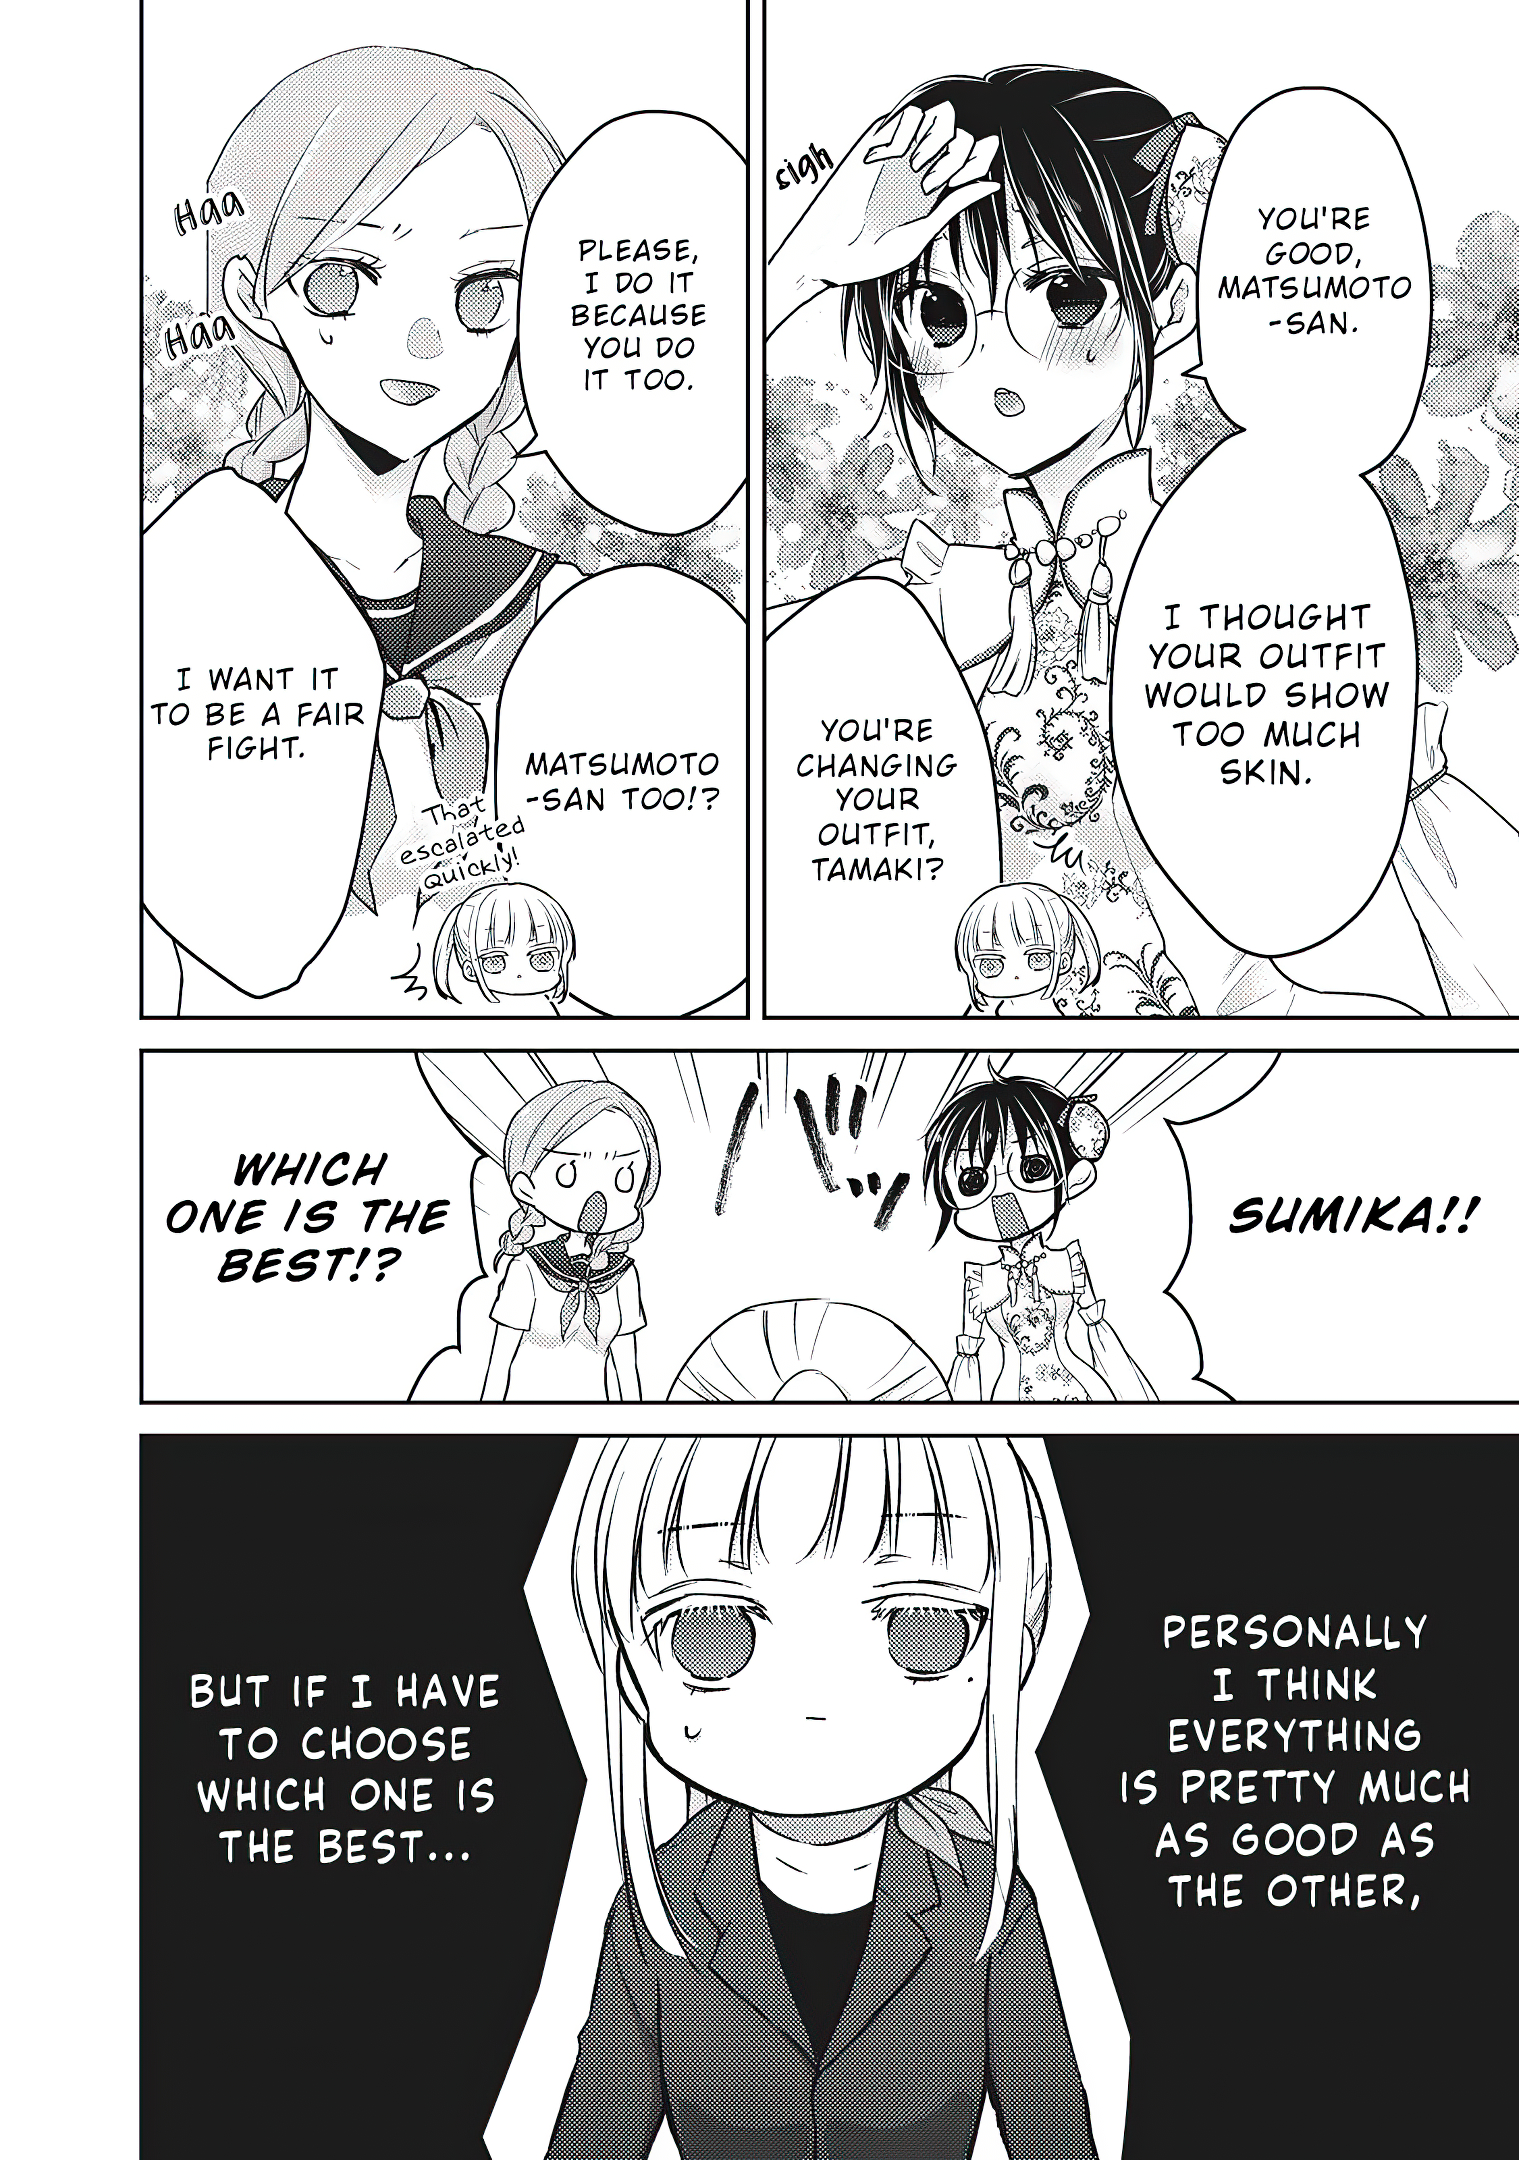 sigh
YOU'RE
GOOD,
MATSUMOTO
-SAN.
I THOUGHT
YOUR OUTFIT
WOULD SHOW
TOO MUCH
SKIN.
YOU'RE
CHANGING
YOUR
OUTFIT,
TAMAKI?
PLEASE,
I DO IT
BECAUSE
YOU DO
IT TOO.
Haa
Haa
MATSUMOTO
-SAN TOO!?
That
escalated
quickly!
I WANT IT
TO BE A FAIR
FIGHT.
SUMIKA!!
バッ
WHICH
ONE IS THE
BEST!?
PERSONALLY
I THINK
EVERYTHING
IS PRETTY MUCH
AS GOOD AS
THE OTHER,
BUT IF I HAVE
TO CHOOSE
WHICH ONE IS
THE BEST...